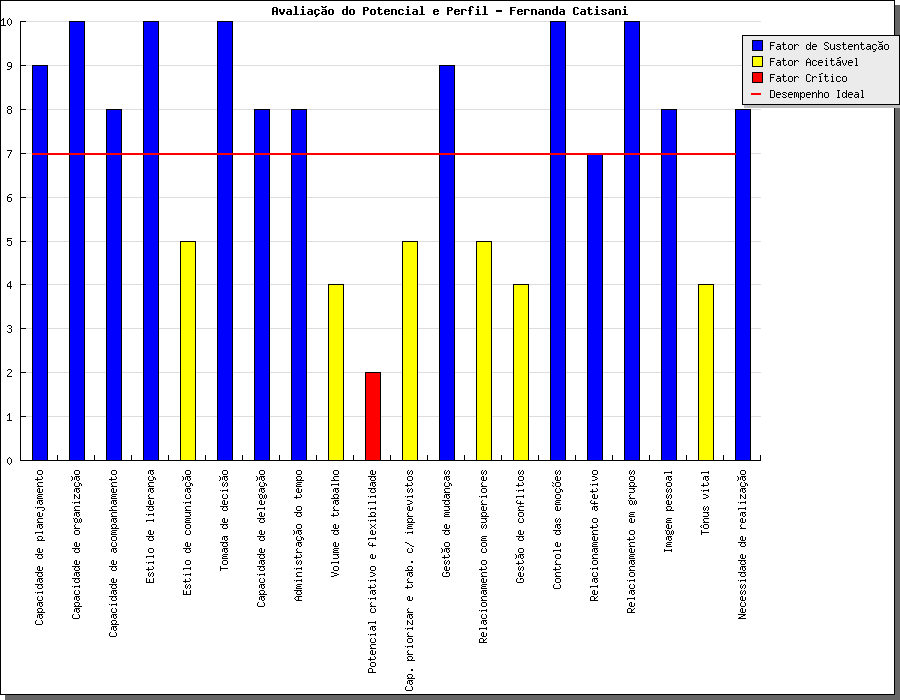 Avaliação do Potencial e Perfil - Fernanda Catisani
Fator de Sustentação
Fator Aceitável
Fator Crítico
Desempenho Ideal
10
9
8
7
6
5
4
3
2
1
0
Capacidade de planejamento
Capacidade de organização
Capacidade de acompanhamento
Estilo de liderança
Estilo de comunicação
Tomada de decisão
Capacidade de delegação
Administração do tempo
Volume de trabalho
Potencial criativo e flexibilidade
Cap. priorizar e trab. c/ imprevistos
Gestão de mudanças
Relacionamento com superiores
Gestão de conflitos
Controle das emoções
Relacionamento afetivo
Relacionamento em grupos
Imagem pessoal
Tônus vital
Necessidade de realização